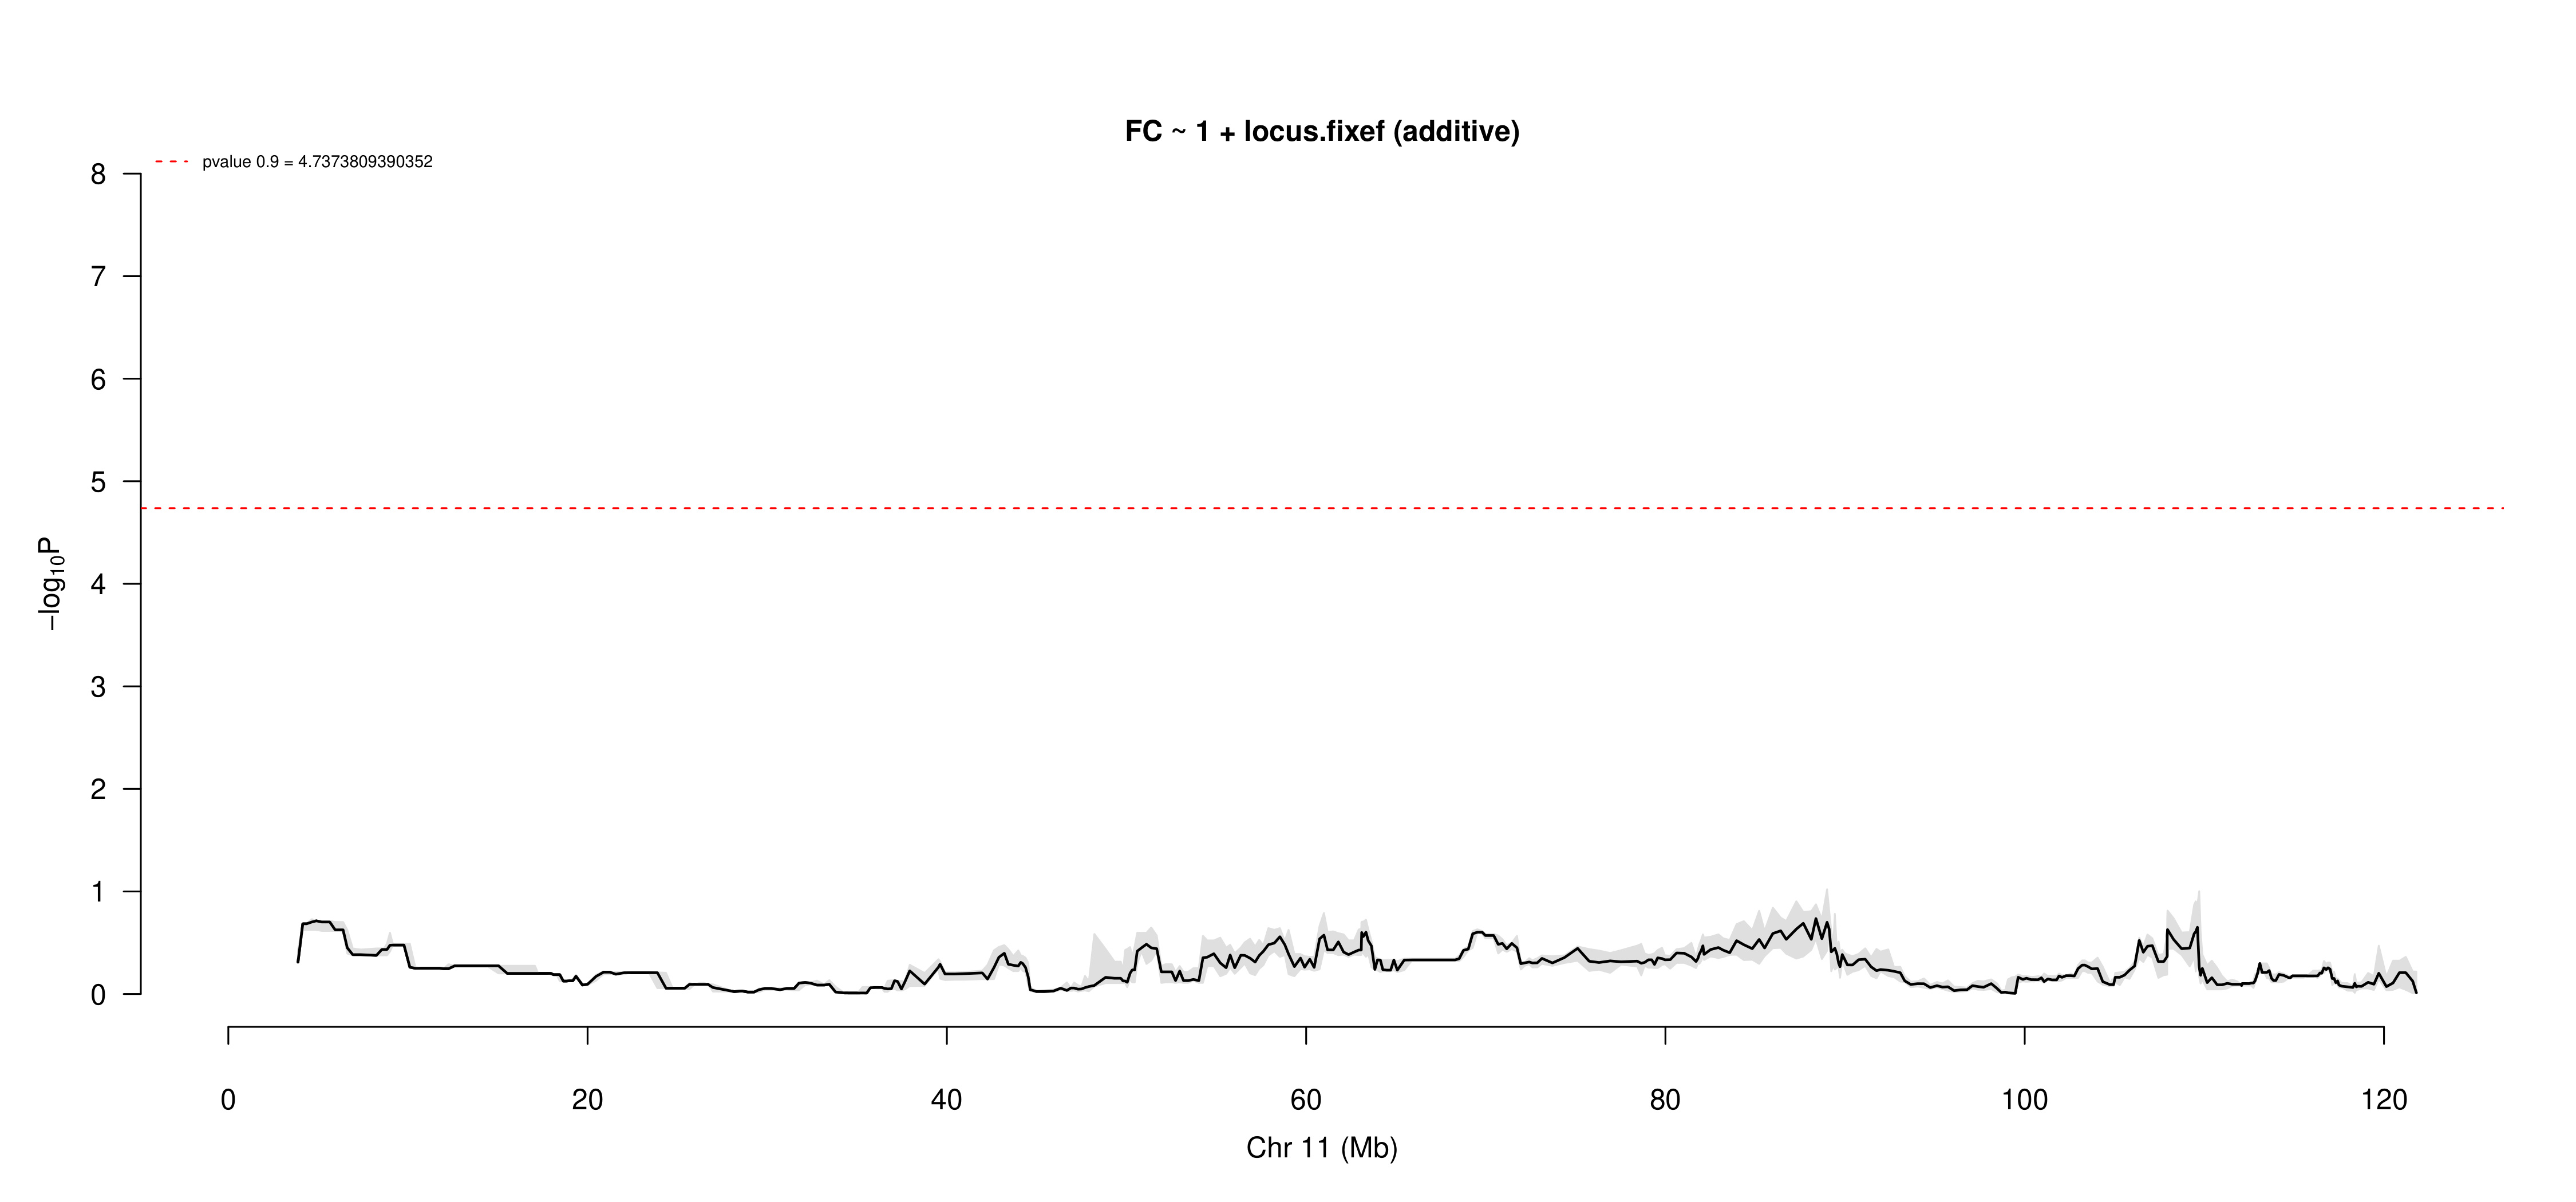 FC ~ 1 + locus.fixef (additive)
pvalue 0.9 = 4.7373809390352
8
7
6
5
4
3
2
1
0
−log10P
0 20 40 60 80 100 120
Chr 11 (Mb)